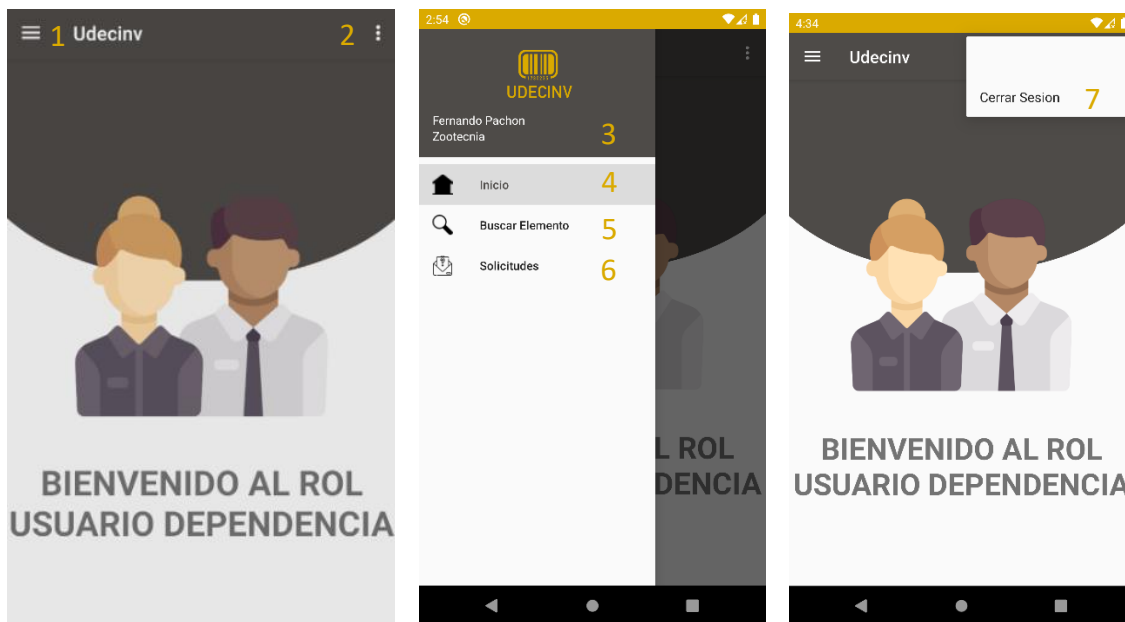 1 Udecinv 2
BIENVENIDO AL ROL
USUARIO DEPENDENCIA
2:54
UDECINV
Fernando Pachon
Zootecnia 3
Inicio 4
Buscar Elemento 5
Solicitudes 6
L ROL
DENCIA
4:34
Udecinv
Cerrar Sesion 7
BIENVENIDO AL ROL
USUARIO DEPENDENCIA